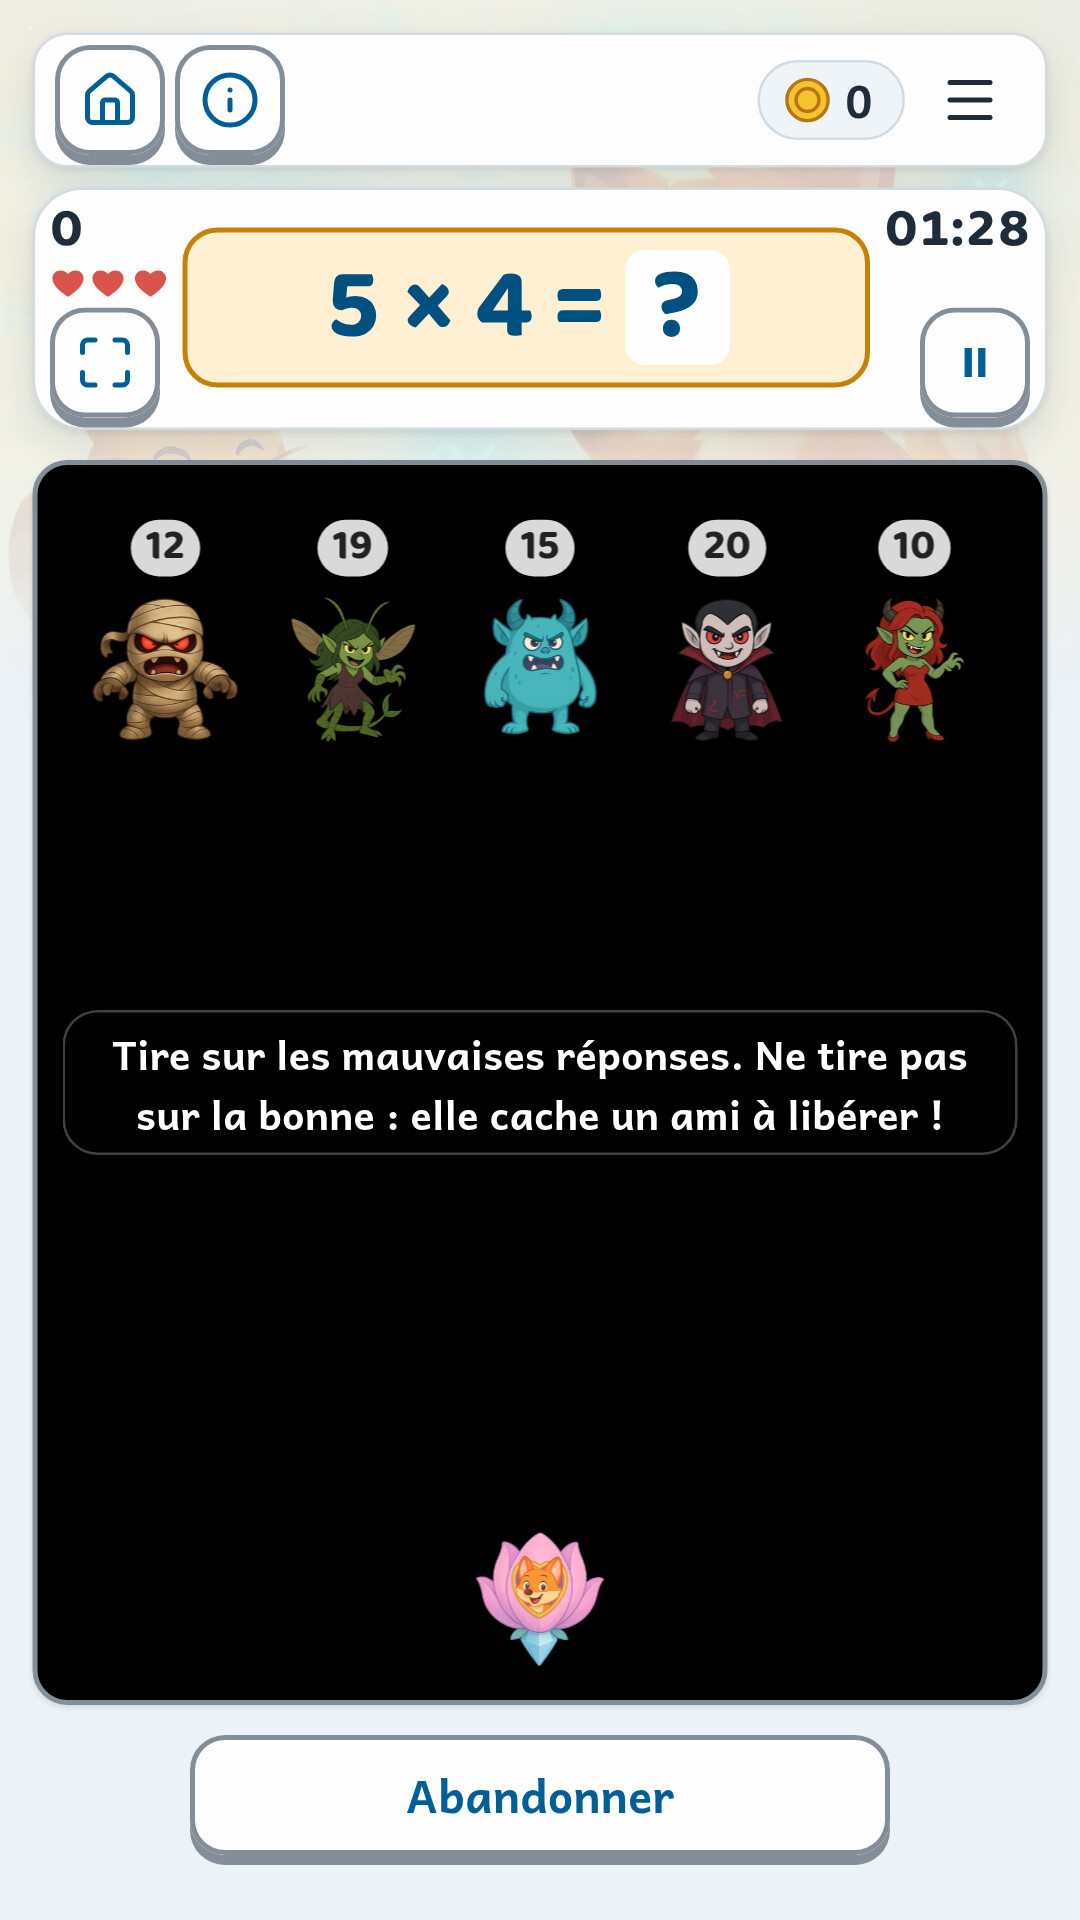 0
0
01:28
5 × 4 = ?
12
19
15
20
10
Tire sur les mauvaises réponses. Ne tire pas
sur la bonne : elle cache un ami à libérer !
Abandonner